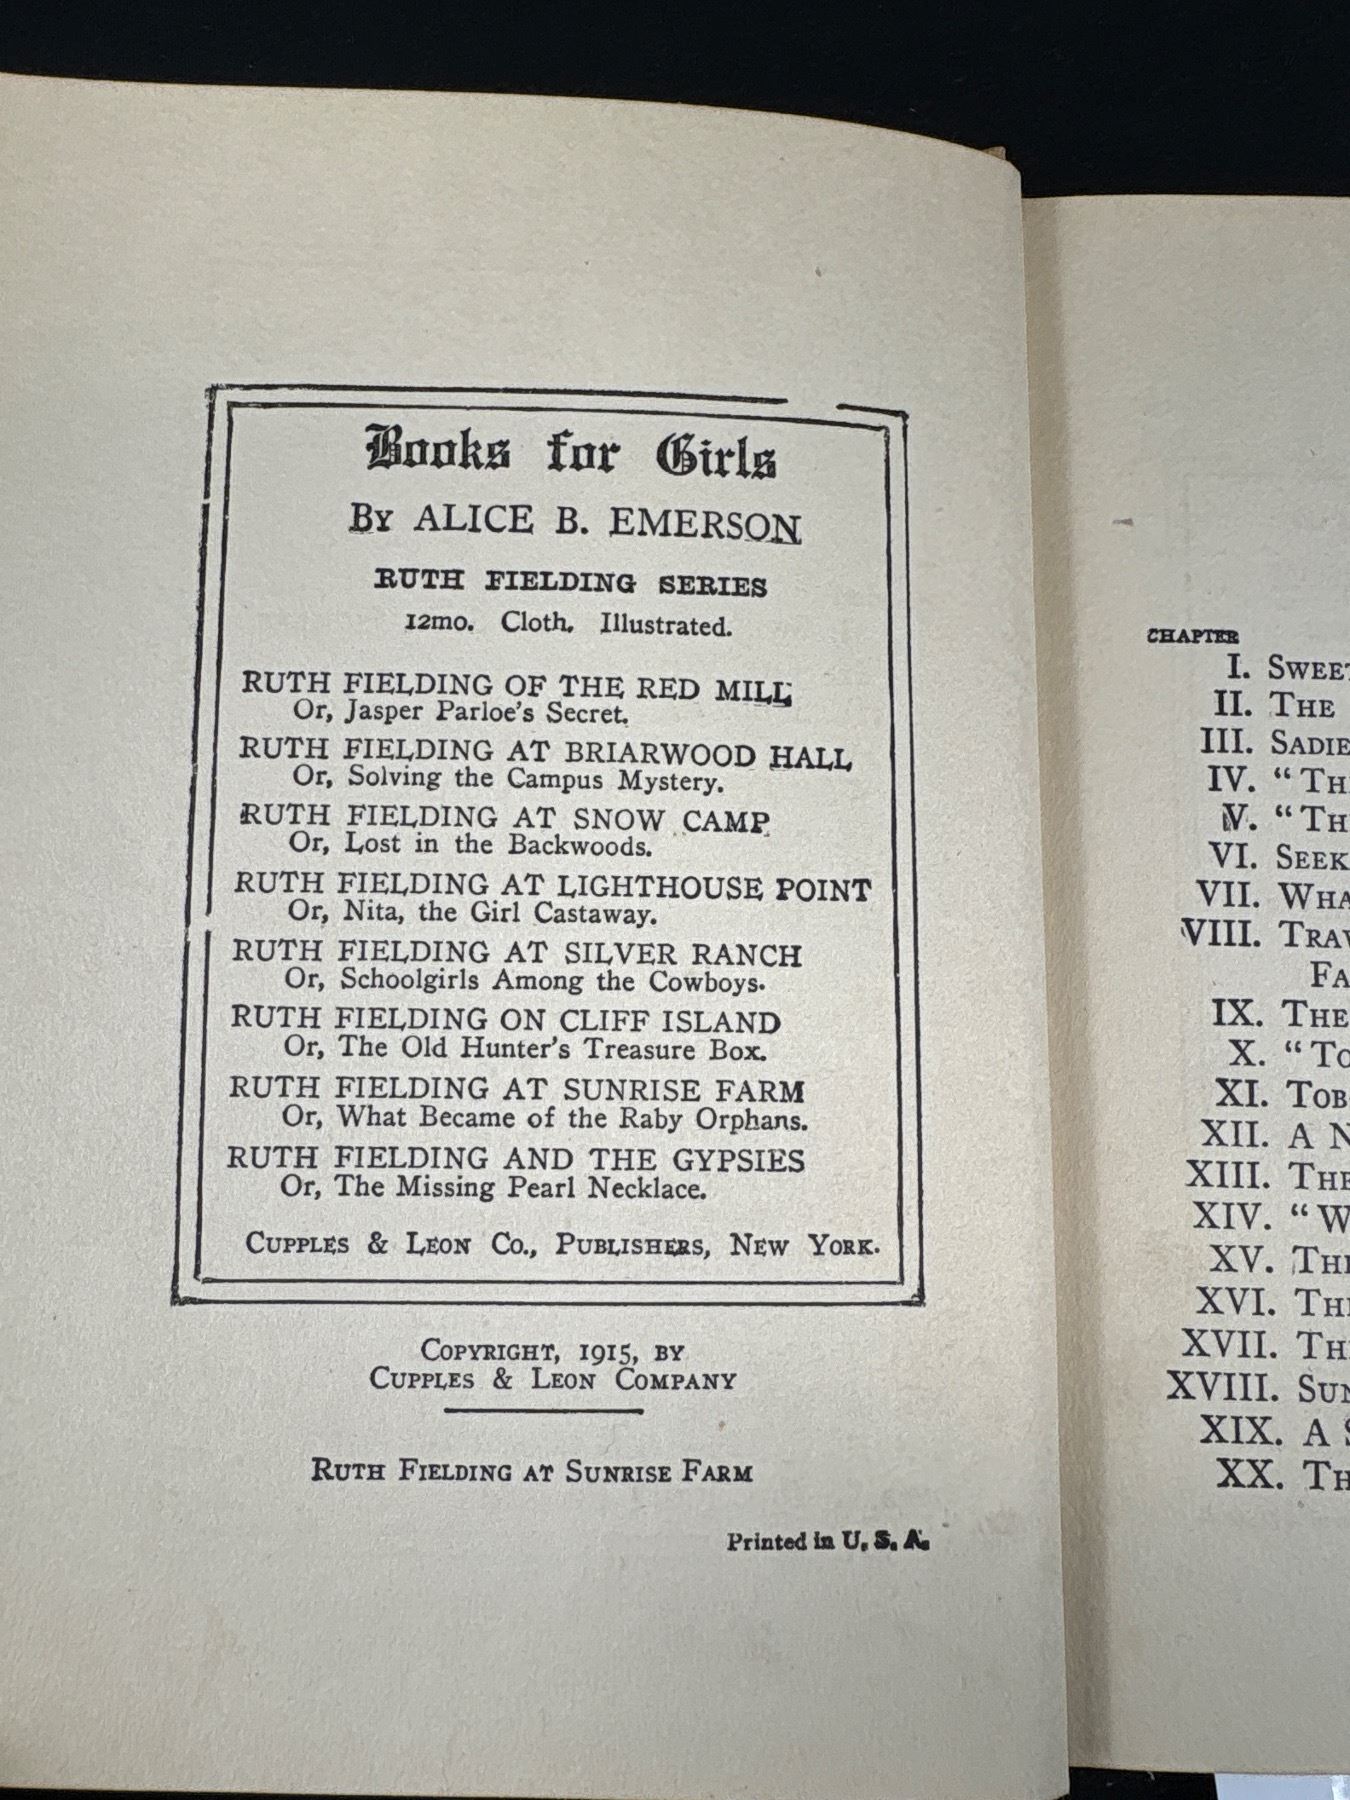 Books for Girls
By ALICE B. EMERSON
RUTH FIELDING SERIES
12mo. Cloth. Illustrated.
RUTH FIELDING OF THE RED MILL
Or, Jasper Parloe's Secret.
RUTH FIELDING AT BRIARWOOD HALL
Or, Solving the Campus Mystery.
RUTH FIELDING AT SNOW CAMP
Or, Lost in the Backwoods.
RUTH FIELDING AT LIGHTHOUSE POINT
Or, Nita, the Girl Castaway.
RUTH FIELDING AT SILVER RANCH
Or, Schoolgirls Among the Cowboys.
RUTH FIELDING ON CLIFF ISLAND
Or, The Old Hunter's Treasure Box.
RUTH FIELDING AT SUNRISE FARM
Or, What Became of the Raby Orphans.
RUTH FIELDING AND THE GYPSIES
Or, The Missing Pearl Necklace.
Cupples & Leon Co., Publishers, New York.
Copyright, 1915, by
Cupples & Leon Company
Ruth Fielding at Sunrise Farm
Printed in U. S. A.
CHAPTER
I. Sweet
II. The
III. Sadie
IV. "
V. "
VI.
VII.
VIII.
IX. The
X. "
XI.
XII. A
XIII. The
XIV. "
XV.
XVI.
XVII.
XVIII.
XIX. A
XX.